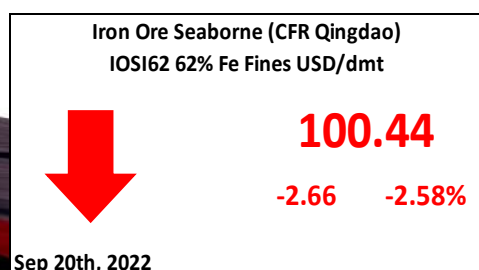 Iron Ore Seaborne (CFR Qingdao)
IOSI62 62% Fe Fines USD/dmt
100.44
-2.66 -2.58%
Sep 20th, 2022